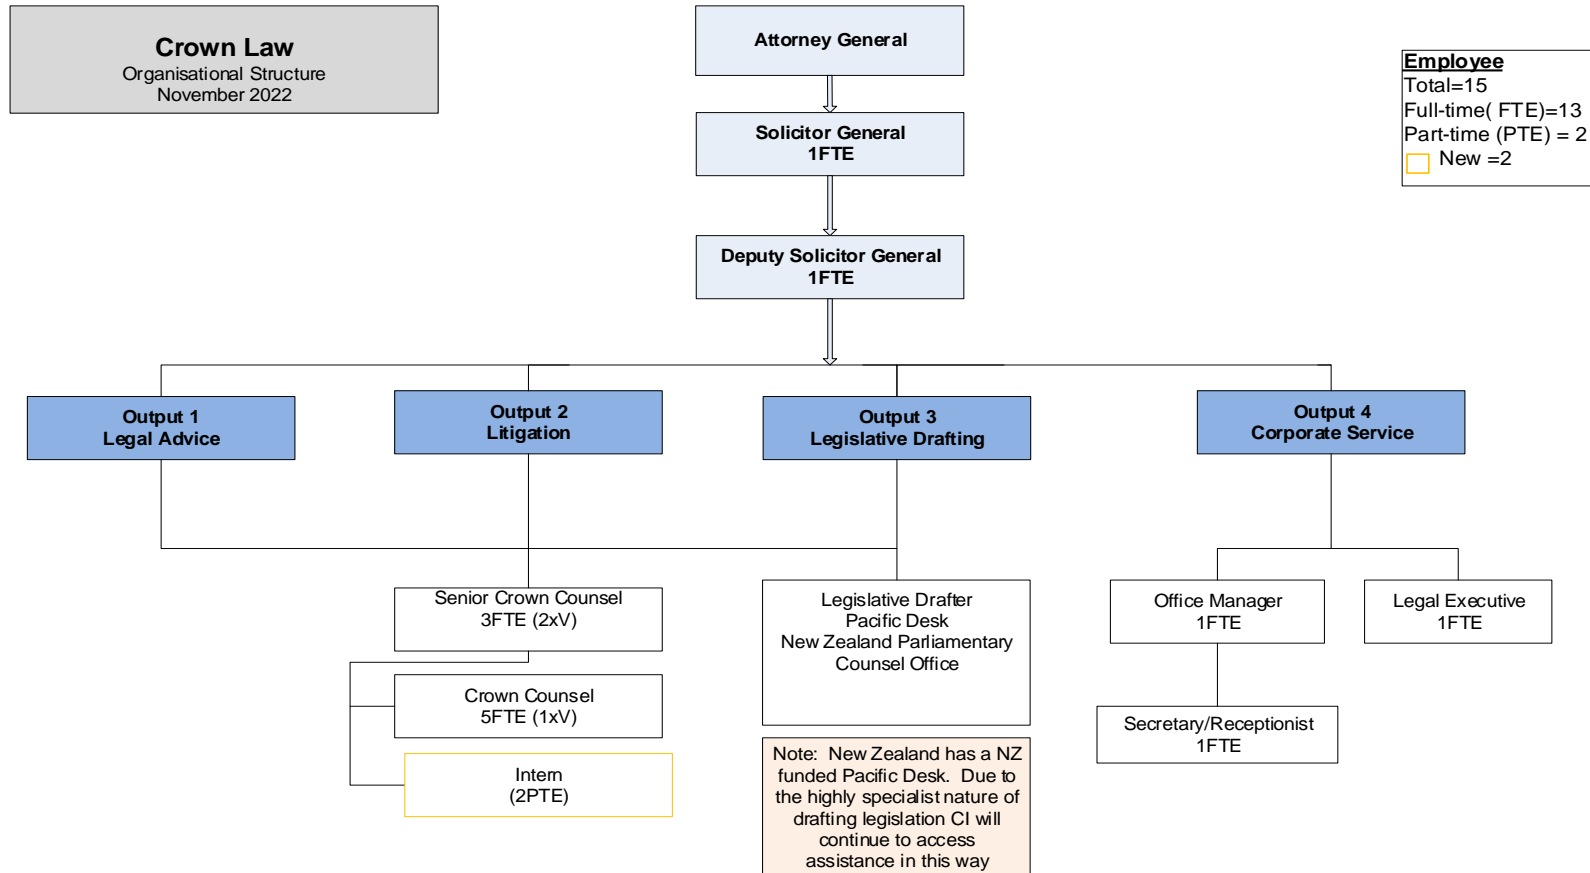 Crown Law
Organisational Structure
November 2022
Attorney General
Employee
Total=15
Full-time( FTE)=13
Part-time (PTE) = 2
New =2
Solicitor General
1FTE
Deputy Solicitor General
1FTE
Output 1
Legal Advice
Output 2
Litigation
Output 3
Legislative Drafting
Output 4
Corporate Service
Senior Crown Counsel
3FTE (2xV)
Crown Counsel
5FTE (1xV)
Intern
(2PTE)
Legislative Drafter
Pacific Desk
New Zealand Parliamentary
Counsel Office
Note: New Zealand has a NZ
funded Pacific Desk. Due to
the highly specialist nature of
drafting legislation CI will
continue to access
assistance in this way
Office Manager
1FTE
Legal Executive
1FTE
Secretary/Receptionist
1FTE